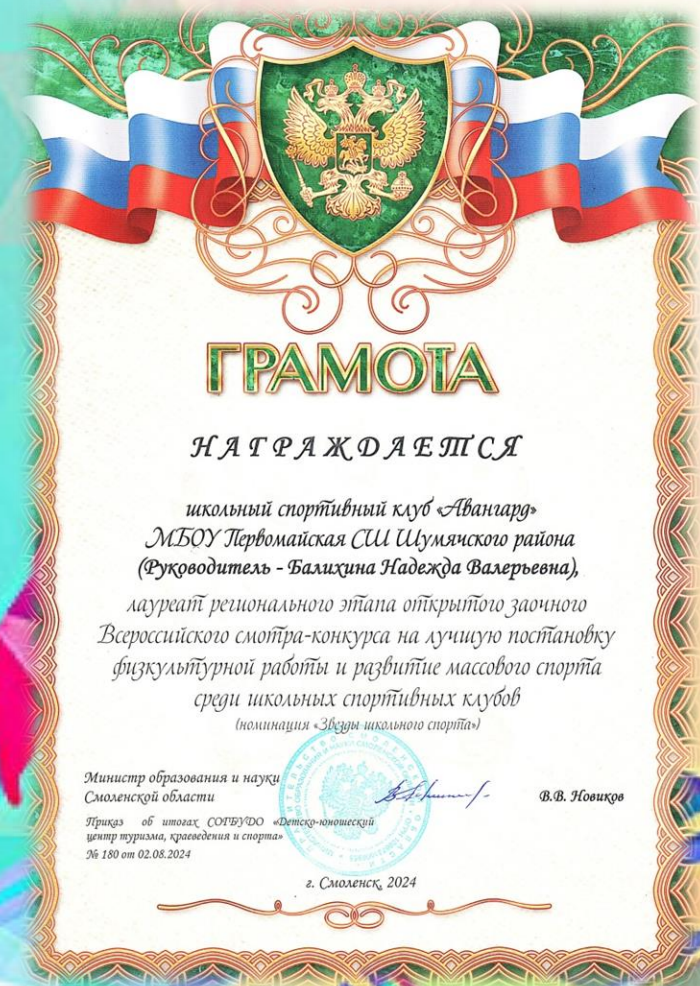 ГРАМОТА
НАГРАЖДАЕТСЯ
школьный спортивный клуб «Авангард»
МБОУ Первомайская СШ Шумячского района
(Руководитель - Балихина Надежда Валерьевна),
лауреат регионального этапа открытого заочного
Всероссийского смотра-конкурса на лучшую постановку
физкультурной работы и развитие массового спорта
среди школьных спортивных клубов
(номинация «Звезды школьного спорта»)
Министр образования и науки
Смоленской области
В.В. Новиков
Приказ об итогах СОГБУДО «Детско-юношеский
центр туризма, краеведения и спорта»
№ 180 от 02.08.2024
г. Смоленск, 2024